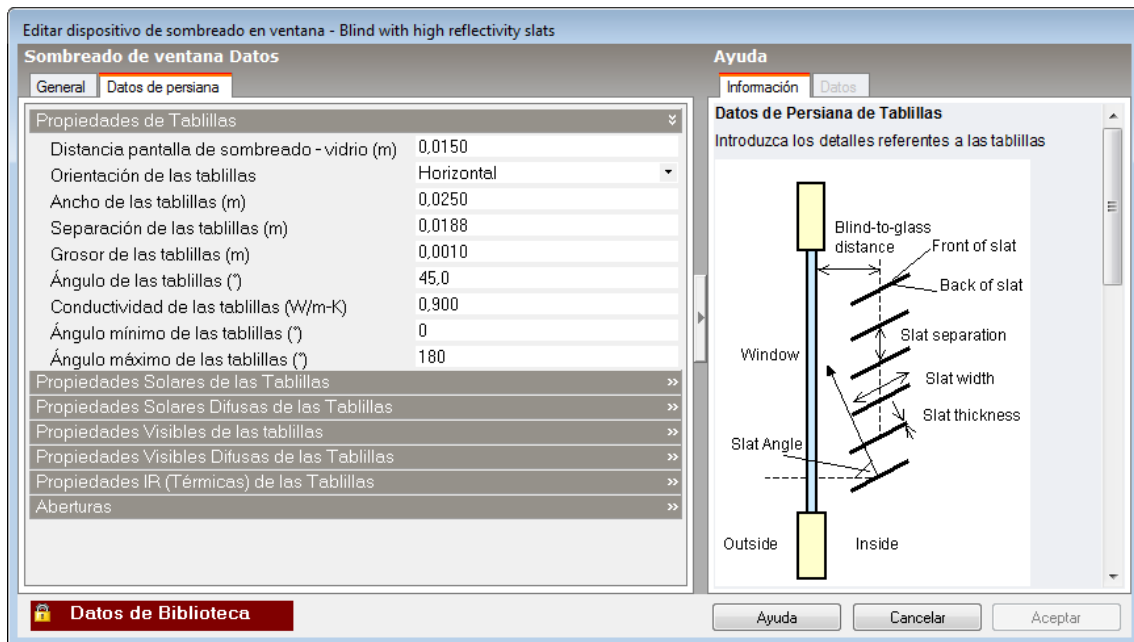 Editar dispositivo de sombreado en ventana - Blind with high reflectivity slats
Sombreado de ventana Datos
General
Datos de persiana
Propiedades de Tablillas
Distancia pantalla de sombreado - vidrio (m) 0,0150
Orientación de las tablillas Horizontal
Ancho de las tablillas (m) 0,0250
Separación de las tablillas (m) 0,0188
Grosor de las tablillas (m) 0,0010
Ángulo de las tablillas (°) 45,0
Conductividad de las tablillas (W/m-K) 0,900
Ángulo mínimo de las tablillas (°) 0
Ángulo máximo de las tablillas (°) 180
Propiedades Solares de las Tablillas
Propiedades Solares Difusas de las Tablillas
Propiedades Visibles de las tablillas
Propiedades Visibles Difusas de las Tablillas
Propiedades IR (Térmicas) de las Tablillas
Aberturas
Datos de Biblioteca
Ayuda
Información
Datos
Datos de Persiana de Tablillas
Introduzca los detalles referentes a las tablillas
Blind-to-glass
distance
Front of slat
Back of slat
Slat separation
Window
Slat width
Slat thickness
Slat Angle
Outside
Inside
Ayuda
Cancelar
Aceptar